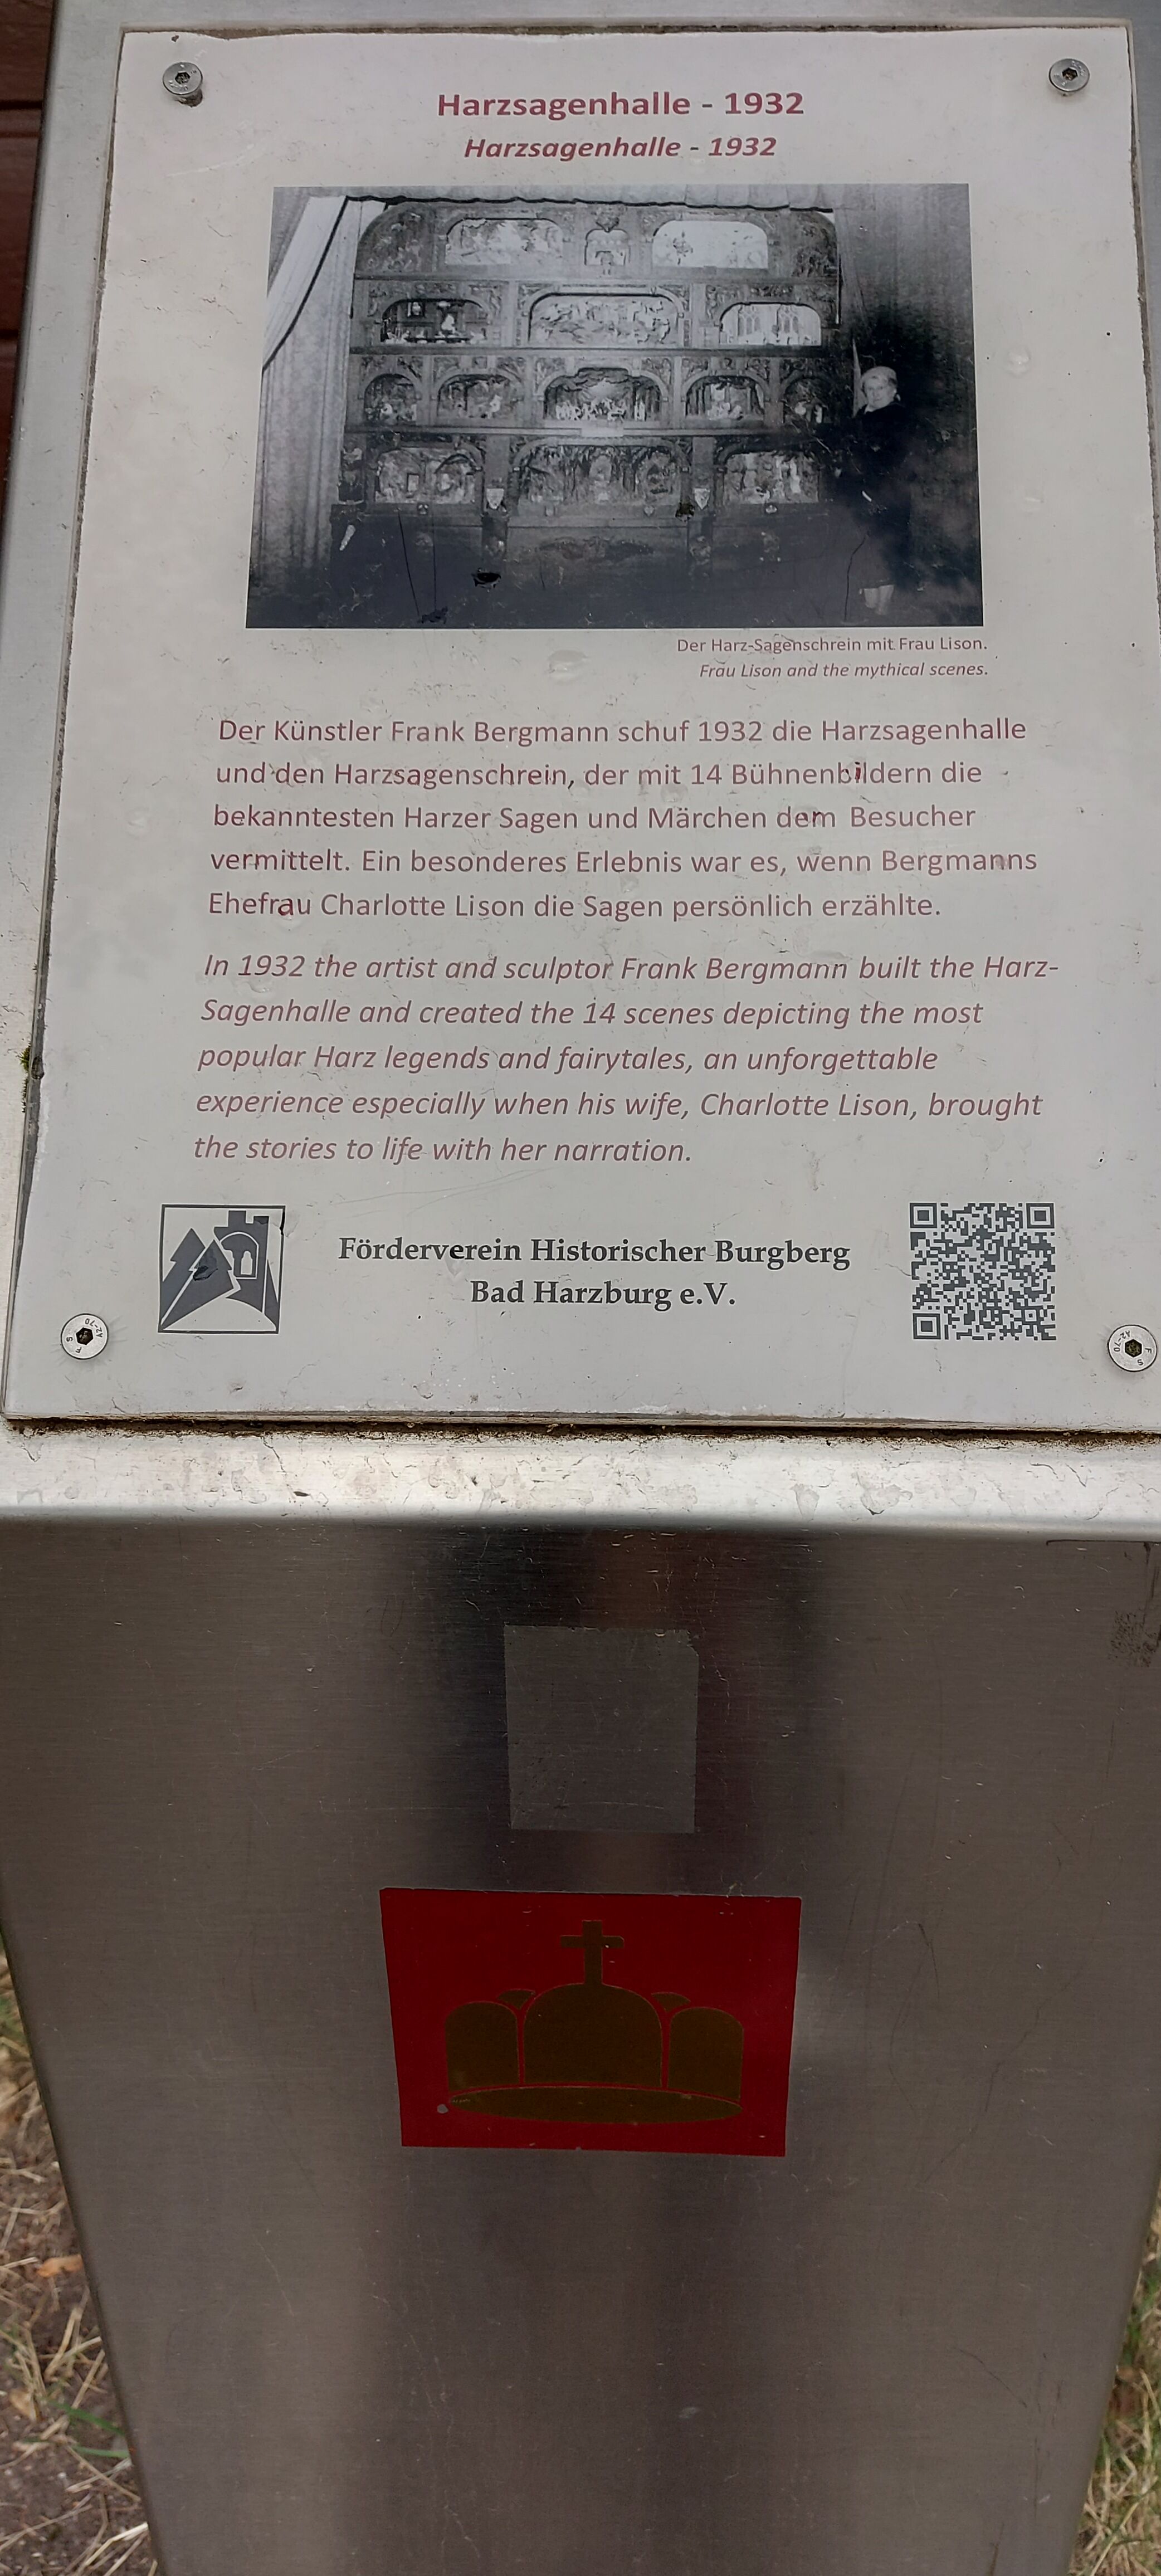 Harzsagenhalle - 1932
Harzsagenhalle - 1932
Der Harz-Sagenschrein mit Frau Lison.
Frau Lison and the mythical scenes.
Der Künstler Frank Bergmann schuf 1932 die Harzsagenhalle
und den Harzsagenschrein, der mit 14 Bühnenbildern die
bekanntesten Harzer Sagen und Märchen dem Besucher
vermittelt. Ein besonderes Erlebnis war es, wenn Bergmanns
Ehefrau Charlotte Lison die Sagen persönlich erzählte.
In 1932 the artist and sculptor Frank Bergmann built the Harz-
Sagenhalle and created the 14 scenes depicting the most
popular Harz legends and fairytales, an unforgettable
experience especially when his wife, Charlotte Lison, brought
the stories to life with her narration.
Förderverein Historischer Burgberg
Bad Harzburg e.V.